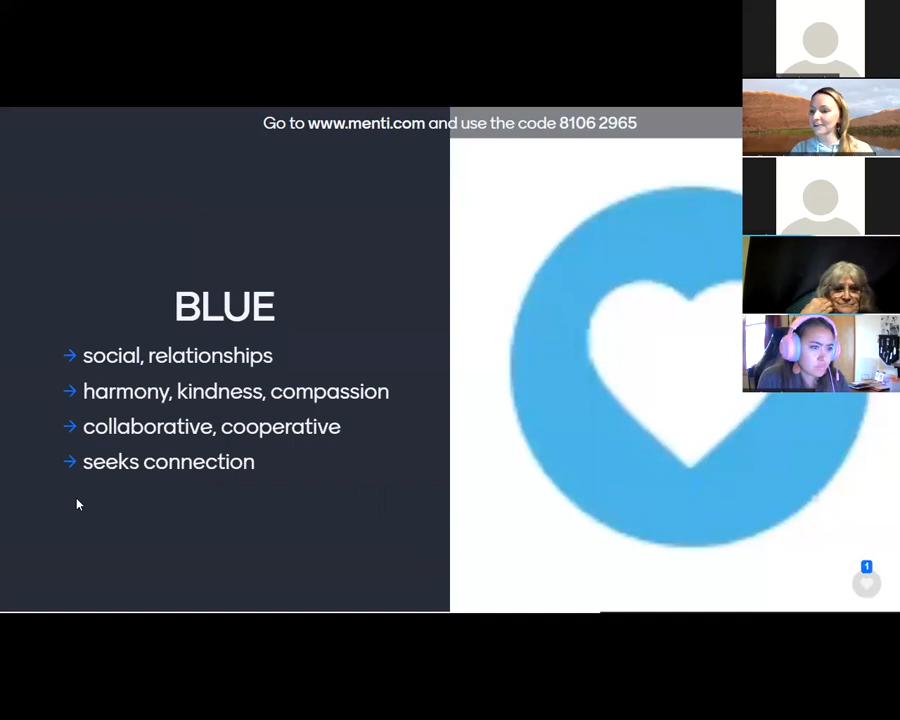 Go to www.menti.com and use the code 8106 2965
BLUE
→ social, relationships
→ harmony, kindness, compassion
→ collaborative, cooperative
→ seeks connection
1